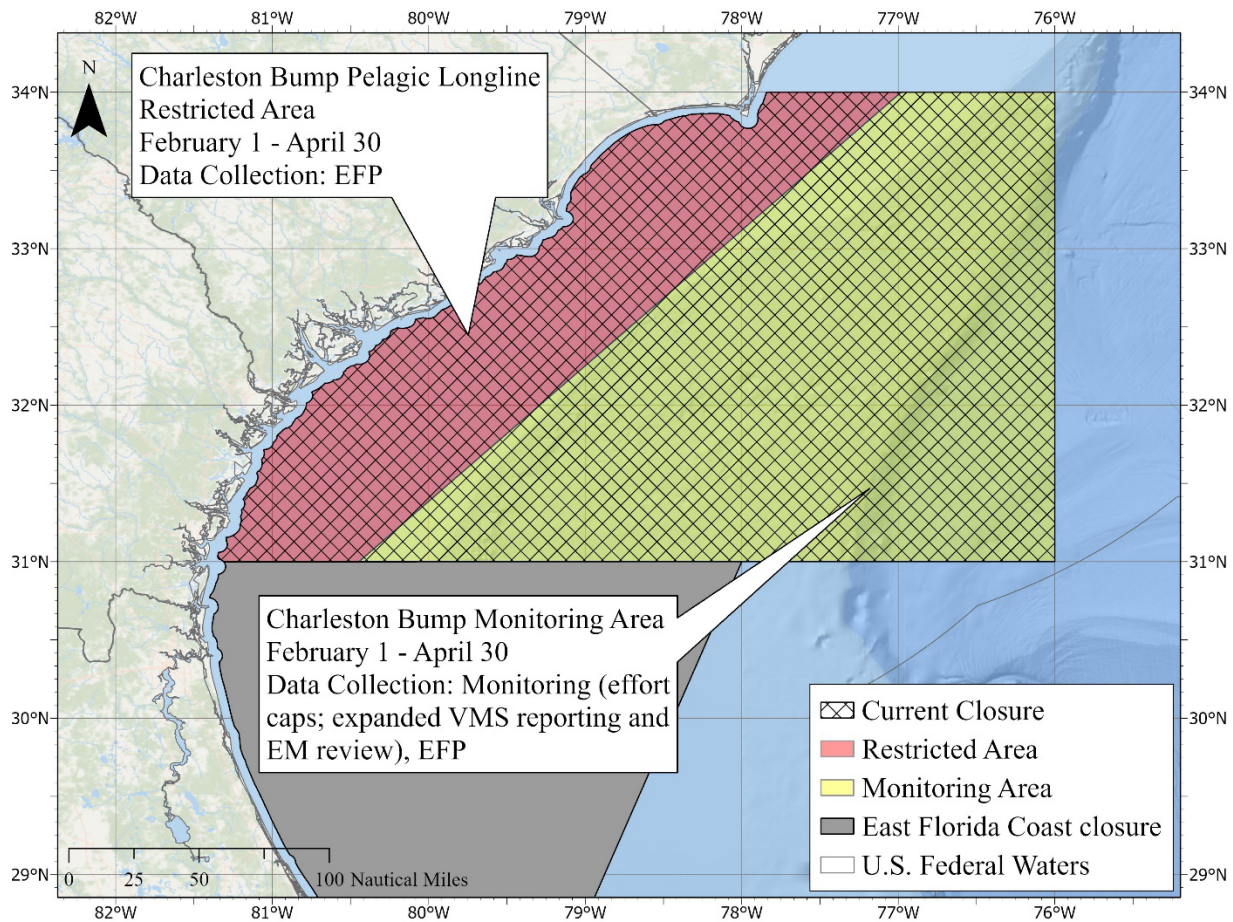 82°W 81°W 80°W 79°W 78°W 77°W 76°W
N
34°N 34°N
33°N 33°N
32°N 32°N
31°N 31°N
30°N 30°N
29°N 29°N
Charleston Bump Pelagic Longline
Restricted Area
February 1 - April 30
Data Collection: EFP
Charleston Bump Monitoring Area
February 1 - April 30
Data Collection: Monitoring (effort
caps; expanded VMS reporting and
EM review), EFP
Current Closure
Restricted Area
Monitoring Area
East Florida Coast closure
U.S. Federal Waters
0 25 50 100 Nautical Miles
82°W 81°W 80°W 79°W 78°W 77°W 76°W